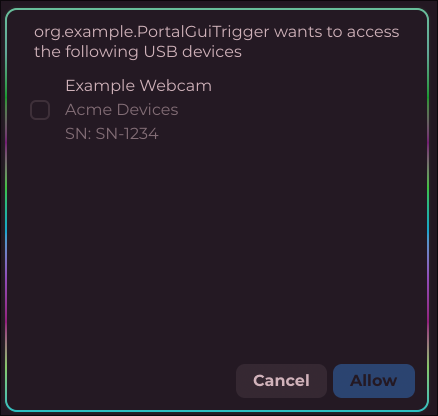 org.example.PortalGuiTrigger wants to access
the following USB devices
Example Webcam
Acme Devices
SN: SN-1234
Cancel
Allow